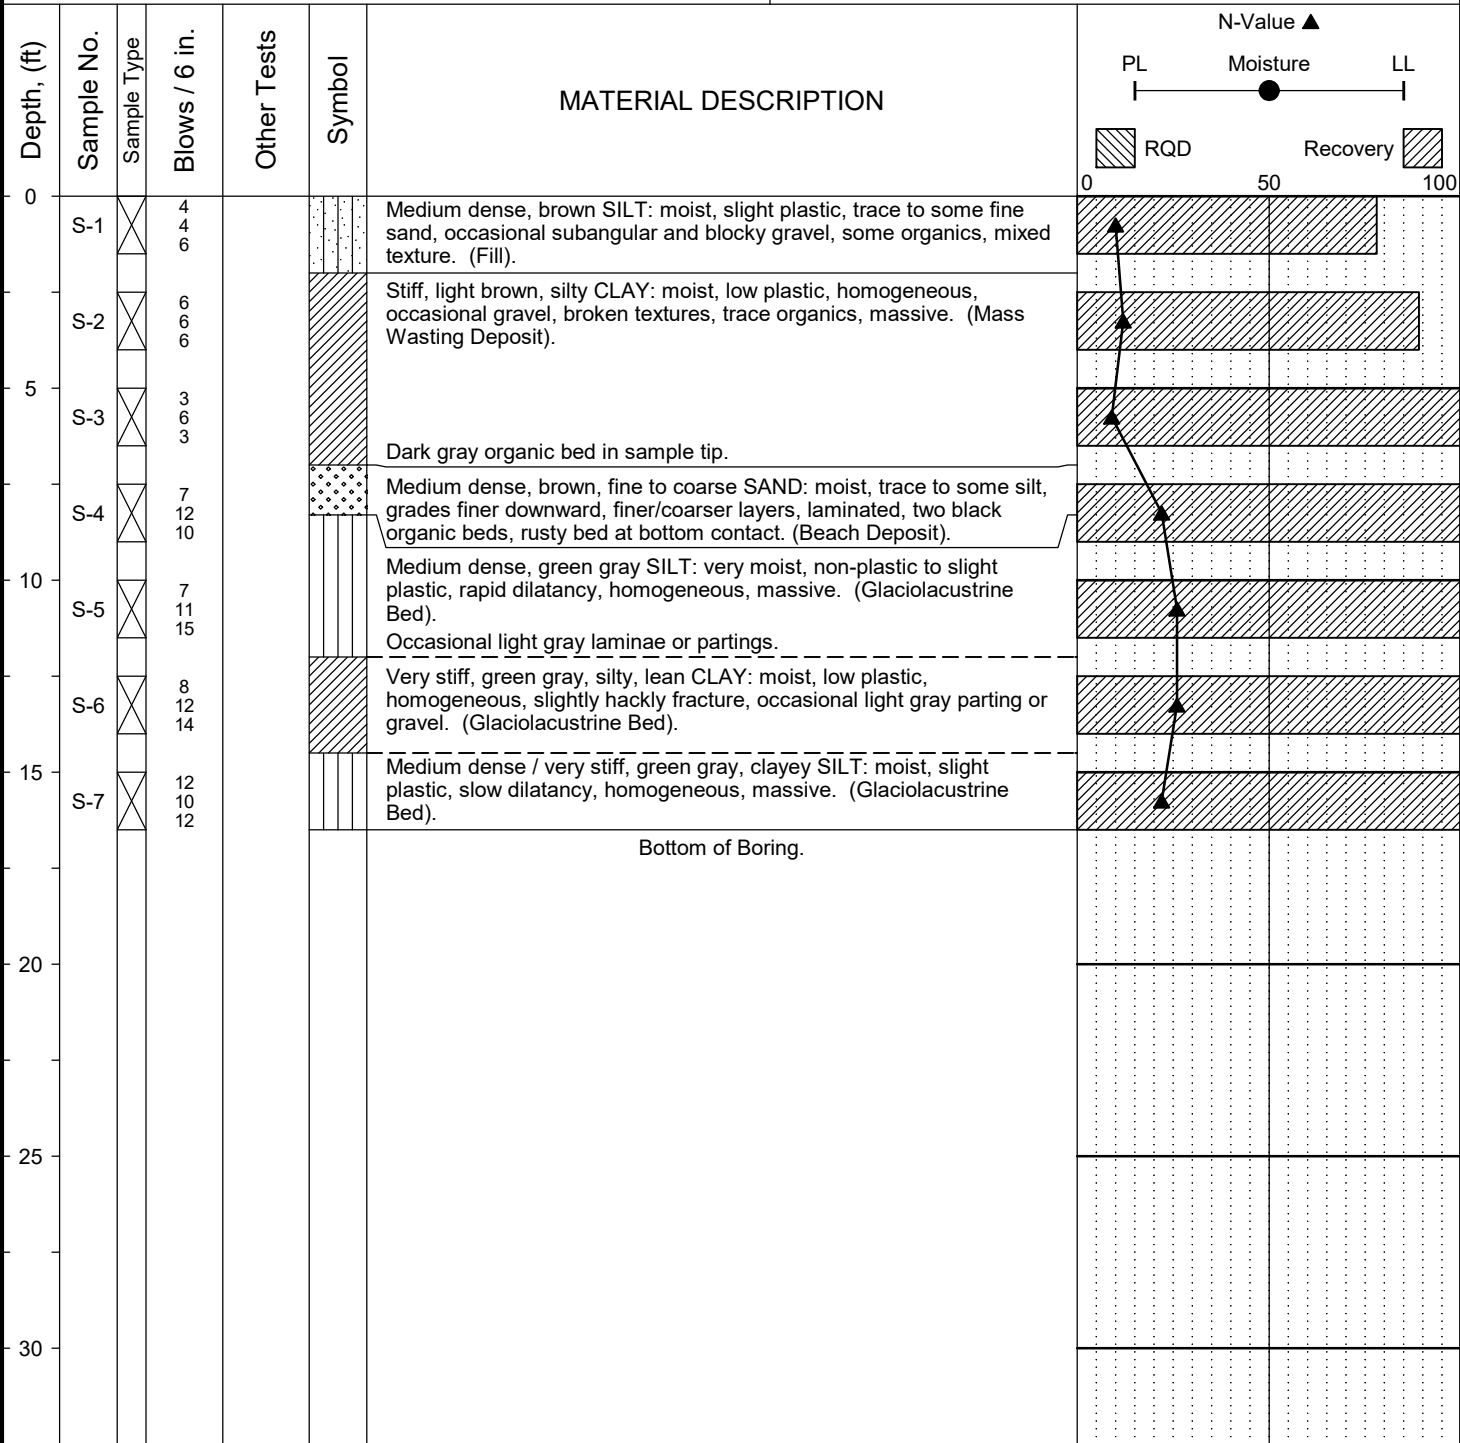 Depth, (ft)
Sample No.
Sample Type
Blows / 6 in.
Other Tests
Symbol
MATERIAL DESCRIPTION
N-Value
PL Moisture LL
RQD Recovery
0 50 100
0
S-1
4
4
6
Medium dense, brown SILT: moist, slight plastic, trace to some fine
sand, occasional subangular and blocky gravel, some organics, mixed
texture. (Fill).
S-2
6
6
6
Stiff, light brown, silty CLAY: moist, low plastic, homogeneous,
occasional gravel, broken textures, trace organics, massive. (Mass
Wasting Deposit).
5
S-3
3
6
3
Dark gray organic bed in sample tip.
S-4
7
12
10
Medium dense, brown, fine to coarse SAND: moist, trace to some silt,
grades finer downward, finer/coarser layers, laminated, two black
organic beds, rusty bed at bottom contact. (Beach Deposit).
10
S-5
7
11
15
Medium dense, green gray SILT: very moist, non-plastic to slight
plastic, rapid dilatancy, homogeneous, massive. (Glaciolacustrine
Bed).
Occasional light gray laminae or partings.
S-6
8
12
14
Very stiff, green gray, silty, lean CLAY: moist, low plastic,
homogeneous, slightly hackly fracture, occasional light gray parting or
gravel. (Glaciolacustrine Bed).
15
S-7
12
10
12
Medium dense / very stiff, green gray, clayey SILT: moist, slight
plastic, slow dilatancy, homogeneous, massive. (Glaciolacustrine
Bed).
Bottom of Boring.
20
25
30